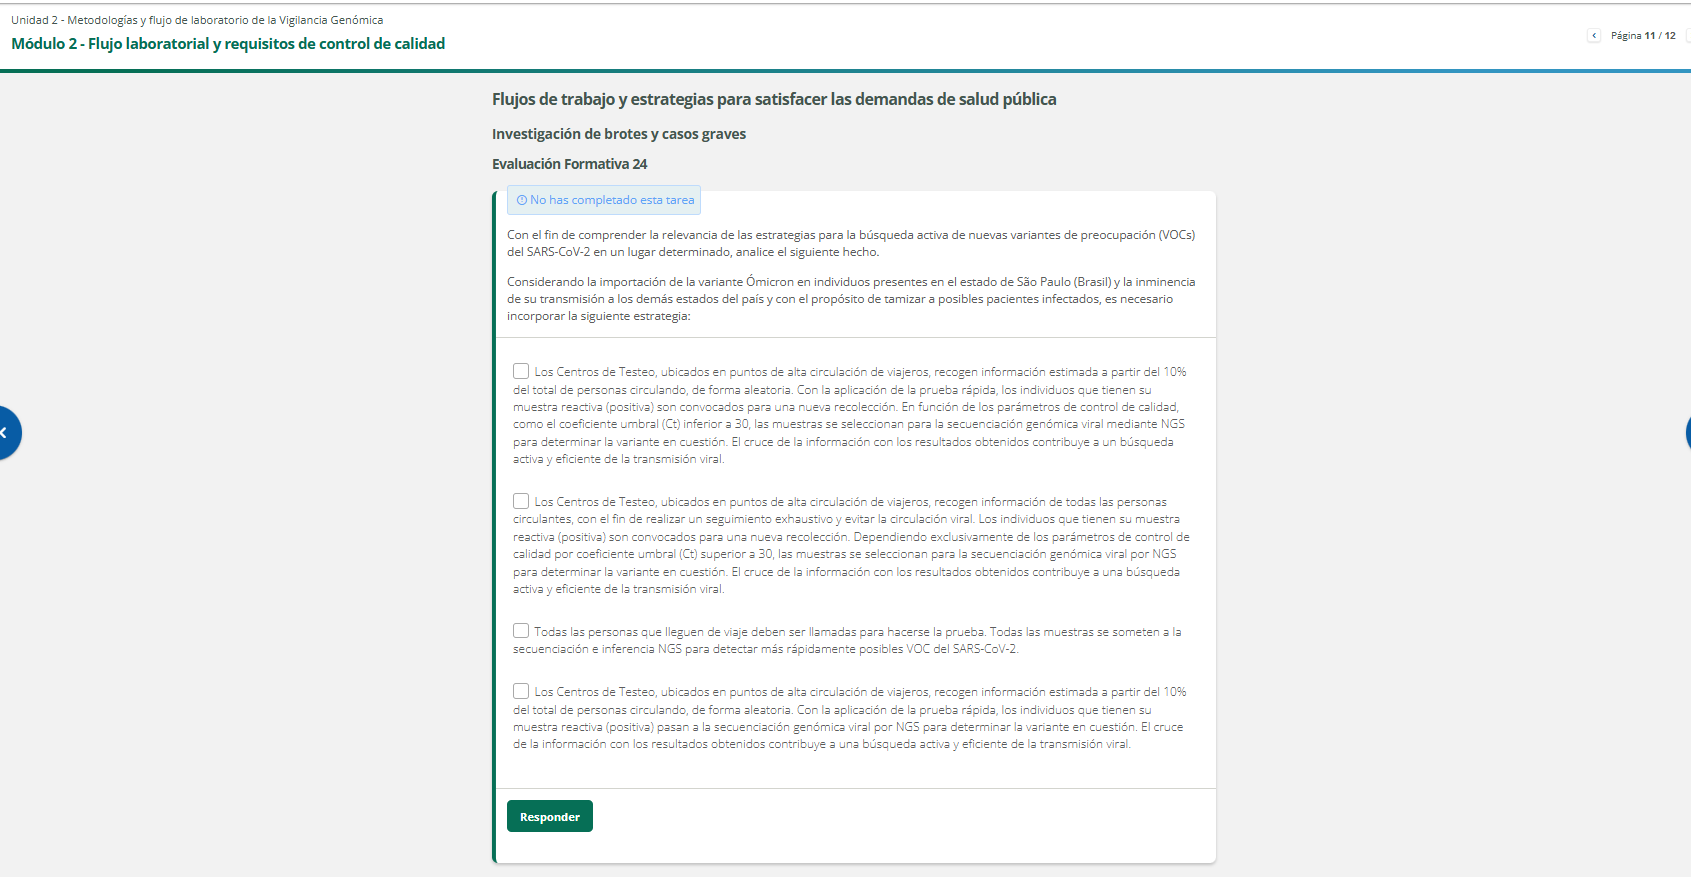 Unidad 2 - Metodologías y flujo de laboratorio de la Vigilancia Genómica
Módulo 2 - Flujo laboratorial y requisitos de control de calidad
Página 11 / 12
Flujos de trabajo y estrategias para satisfacer las demandas de salud pública
Investigación de brotes y casos graves
Evaluación Formativa 24
No has completado esta tarea
Con el fin de comprender la relevancia de las estrategias para la búsqueda activa de nuevas variantes de preocupación (VOCs)
del SARS-CoV-2 en un lugar determinado, analice el siguiente hecho.
Considerando la importación de la variante Ómicron en individuos presentes en el estado de São Paulo (Brasil) y la inminencia
de su transmisión a los demás estados del país y con el propósito de tamizar a posibles pacientes infectados, es necesario
incorporar la siguiente estrategia:
Los Centros de Testeo, ubicados en puntos de alta circulación de viajeros, recogen información estimada a partir del 10%
del total de personas circulando, de forma aleatoria. Con la aplicación de la prueba rápida, los individuos que tienen su
muestra reactiva (positiva) son convocados para una nueva recolección. En función de los parámetros de control de calidad,
como el coeficiente umbral (Ct) inferior a 30, las muestras se seleccionan para la secuenciación genómica viral mediante NGS
para determinar la variante en cuestión. El cruce de la información con los resultados obtenidos contribuye a un búsqueda
activa y eficiente de la transmisión viral.
Los Centros de Testeo, ubicados en puntos de alta circulación de viajeros, recogen información de todas las personas
circulantes, con el fin de realizar un seguimiento exhaustivo y evitar la circulación viral. Los individuos que tienen su muestra
reactiva (positiva) son convocados para una nueva recolección. Dependiendo exclusivamente de los parámetros de control de
calidad por coeficiente umbral (Ct) superior a 30, las muestras se seleccionan para la secuenciación genómica viral por NGS
para determinar la variante en cuestión. El cruce de la información con los resultados obtenidos contribuye a una búsqueda
activa y eficiente de la transmisión viral.
Todas las personas que lleguen de viaje deben ser llamadas para hacerse la prueba. Todas las muestras se someten a la
secuenciación e inferencia NGS para detectar más rápidamente posibles VOC del SARS-CoV-2.
Los Centros de Testeo, ubicados en puntos de alta circulación de viajeros, recogen información estimada a partir del 10%
del total de personas circulando, de forma aleatoria. Con la aplicación de la prueba rápida, los individuos que tienen su
muestra reactiva (positiva) pasan a la secuenciación genómica viral por NGS para determinar la variante en cuestión. El cruce
de la información con los resultados obtenidos contribuye a una búsqueda activa y eficiente de la transmisión viral.
Responder